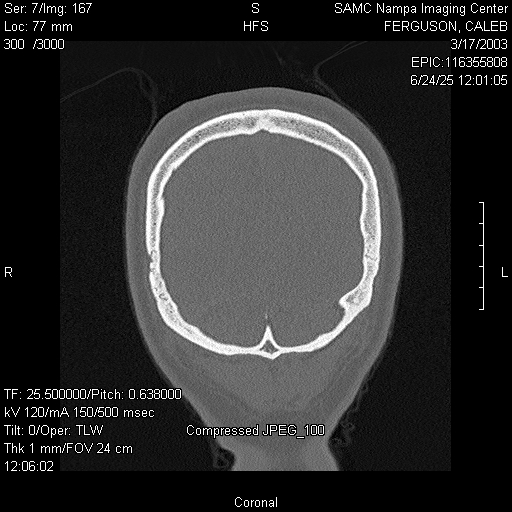 Ser: 7/Img: 167
S
SAMC Nampa Imaging Center
Loc: 77 mm
HFS
FERGUSON, CALEB
300 /3000
3/17/2003
EPIC:116355808
6/24/25 12:01:05
R
L
TF: 25.500000/Pitch: 0.638000
kV 120/mA 150/500 msec
Tilt: 0/Oper: TLW
Compressed JPEG_100
Thk 1 mm/FOV 24 cm
12:06:02
Coronal